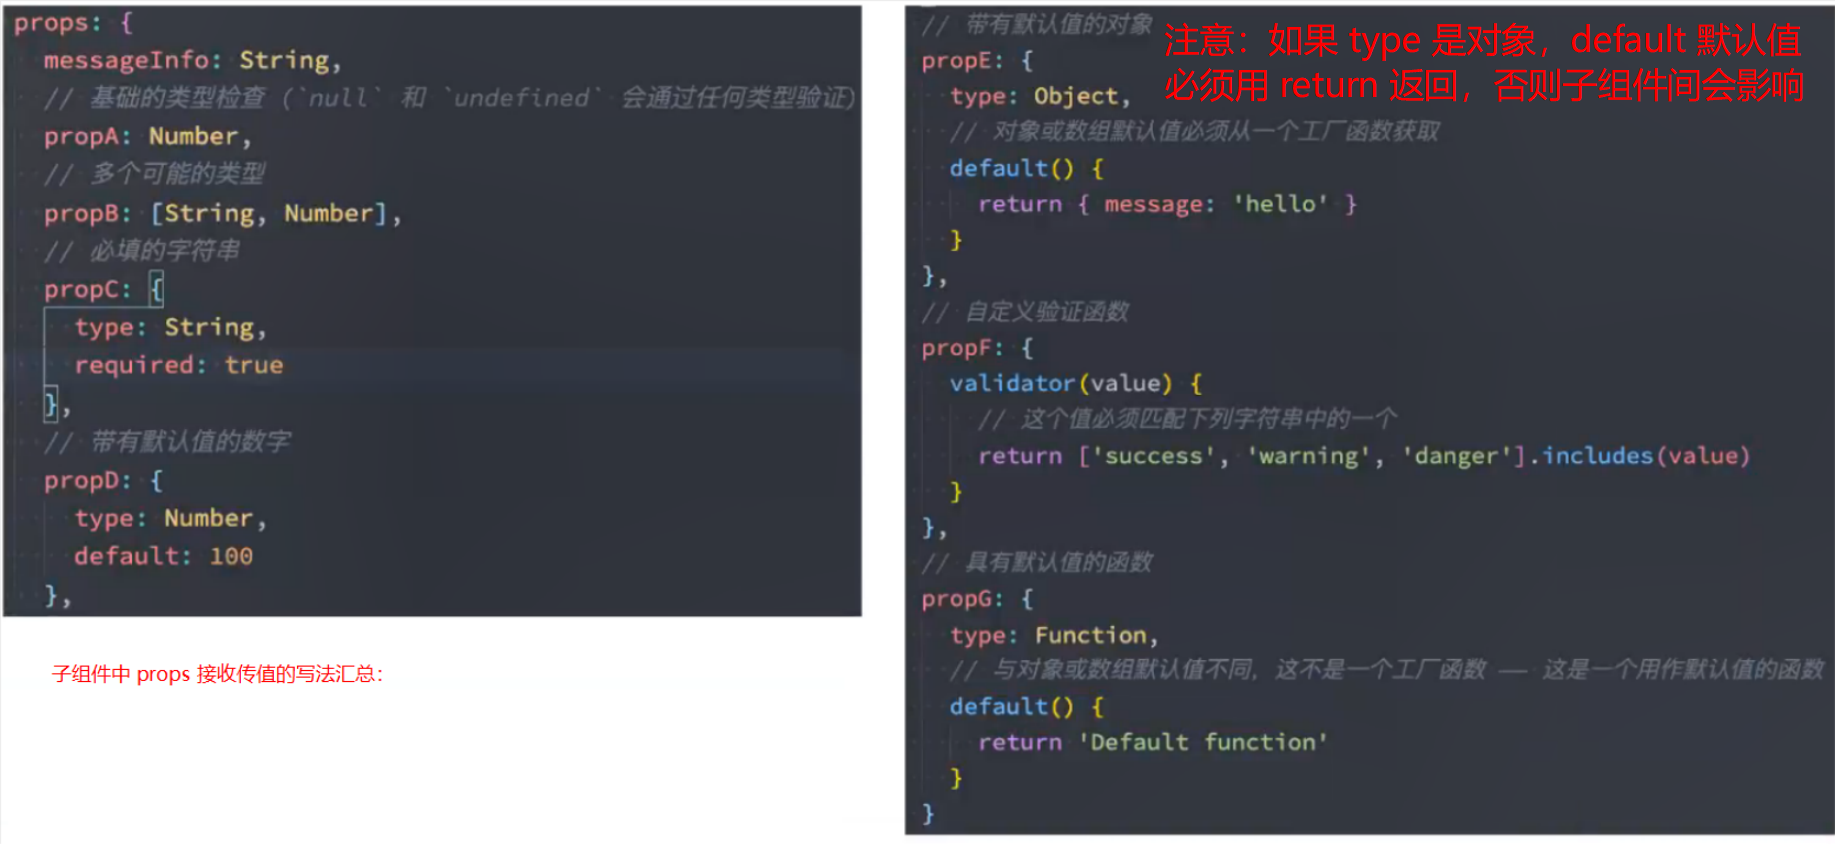 props: {
messageInfo: String,
// 基础的类型检查 (`null` 和 `undefined` 会通过任何类型验证)
propA: Number,
// 多个可能的类型
propB: [String, Number],
// 必填的字符串
propC: {
type: String,
required: true
},
// 带有默认值的数字
propD: {
type: Number,
default: 100
},
子组件中 props 接收传值的写法汇总：
// 带有默认值的对象
注意：如果 type 是对象，default 默认值
必须用 return 返回，否则子组件间会影响
propE: {
type: Object,
// 对象或数组默认值必须从一个工厂函数获取
default() {
return { message: 'hello' }
}
},
// 自定义验证函数
propF: {
validator(value) {
// 这个值必须匹配下列字符串中的一个
return ['success', 'warning', 'danger'].includes(value)
}
},
// 具有默认值的函数
propG: {
type: Function,
// 与对象或数组默认值不同，这不是一个工厂函数 —— 这是一个用作默认值的函数
default() {
return 'Default function'
}
}